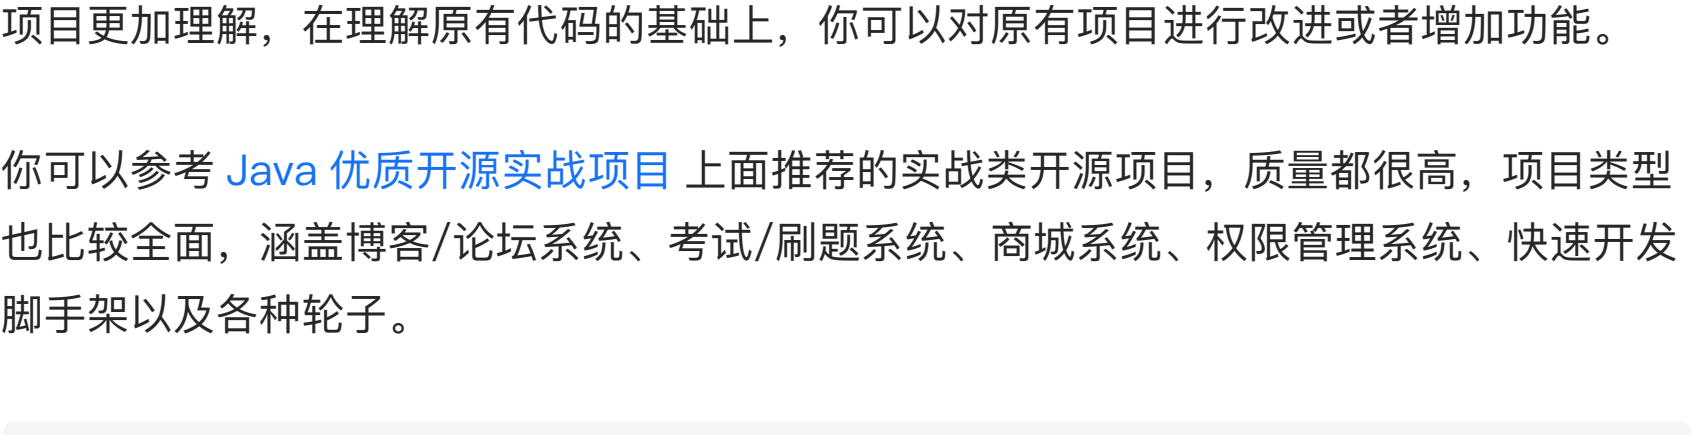 项目更加理解，在理解原有代码的基础上，你可以对原有项目进行改进或者增加功能。
你可以参考 Java 优质开源实战项目 上面推荐的实战类开源项目，质量都很高，项目类型
也比较全面，涵盖博客/论坛系统、考试/刷题系统、商城系统、权限管理系统、快速开发
脚手架以及各种轮子。